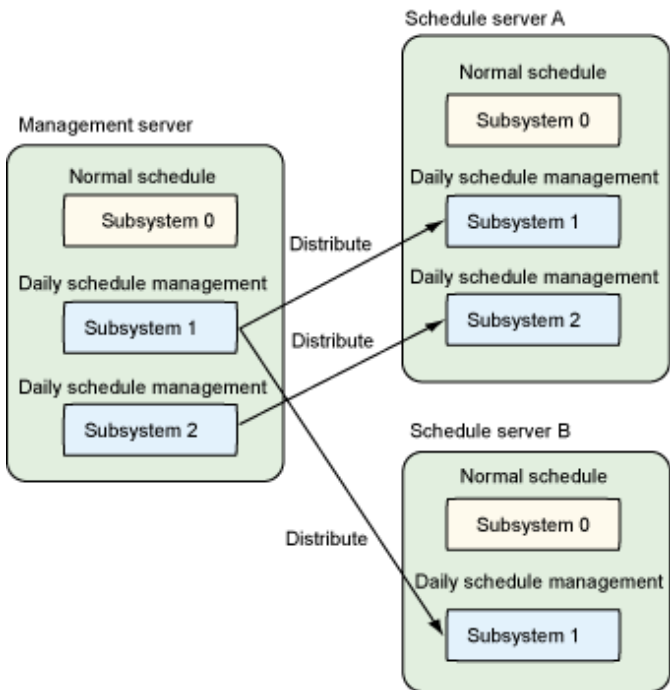 Schedule server A
Normal schedule
Subsystem 0
Daily schedule management
Subsystem 1
Daily schedule management
Subsystem 2
Management server
Normal schedule
Subsystem 0
Daily schedule management
Subsystem 1
Daily schedule management
Subsystem 2
Distribute
Distribute
Distribute
Schedule server B
Normal schedule
Subsystem 0
Daily schedule management
Subsystem 1